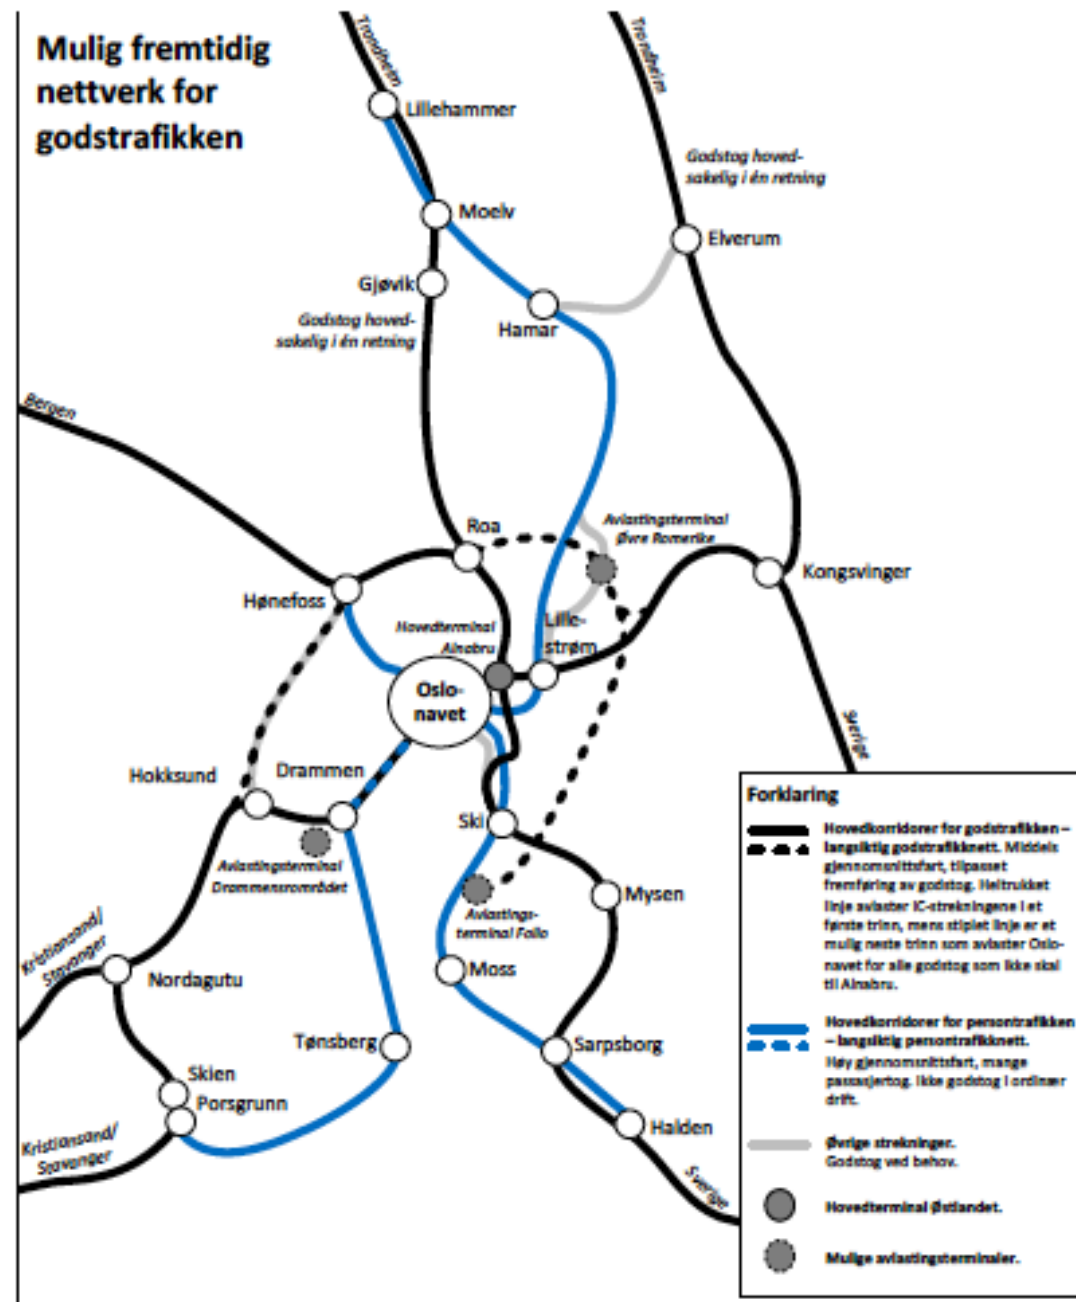 Mulig fremtidig
nettverk for
godstrafikken
Trondheim
Trondheim
Lillehammer
Godstog hoved-
sakelig i én retning
Moelv
Elverum
Gjøvik
Hamar
Godstog hoved-
sakelig i én retning
Bergen
Roa
Avlastingsterminal
Øvre Romerike
Kongsvinger
Hønefoss
Hovedterminal
Alnabru
Lille-
strøm
Oslo-
navet
Sverige
Hokksund
Drammen
Ski
Avlastingsterminal
Drammensområdet
Mysen
Avlastings-
terminal Follo
Kristiansand/
Stavanger
Nordagutu
Moss
Tønsberg
Sarpsborg
Skien
Porsgrunn
Kristiansand/
Stavanger
Halden
Sverige
Forklaring
Hovedkorridorer for godstrafikken –
langsiktig godstrafikknett. Middels
gjennomsnittsfart, tilpasset
fremføring av godstog. Heltrukket
linje avlaster IC-strekningene i et
første trinn, mens stiplet linje er et
mulig neste trinn som avlaster Oslo-
navet for alle godstog som ikke skal
til Alnabru.
Hovedkorridorer for persontrafikken
– langsiktig persontrafikknett.
Høy gjennomsnittsfart, mange
passasjertog. Ikke godstog i ordinær
drift.
Øvrige strekninger.
Godstog ved behov.
Hovedterminal Østlandet.
Mulige avlastingsterminaler.